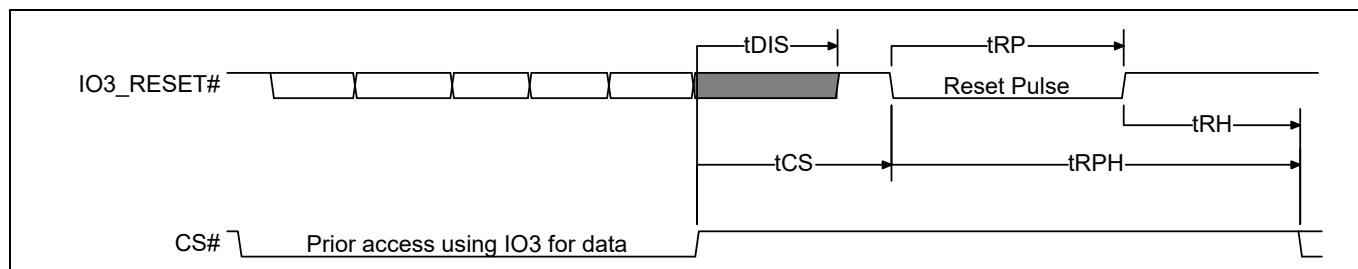 tDIS
tRP
IO3_RESET#
Reset Pulse
tRH
tCS
tRPH
CS#
Prior access using IO3 for data